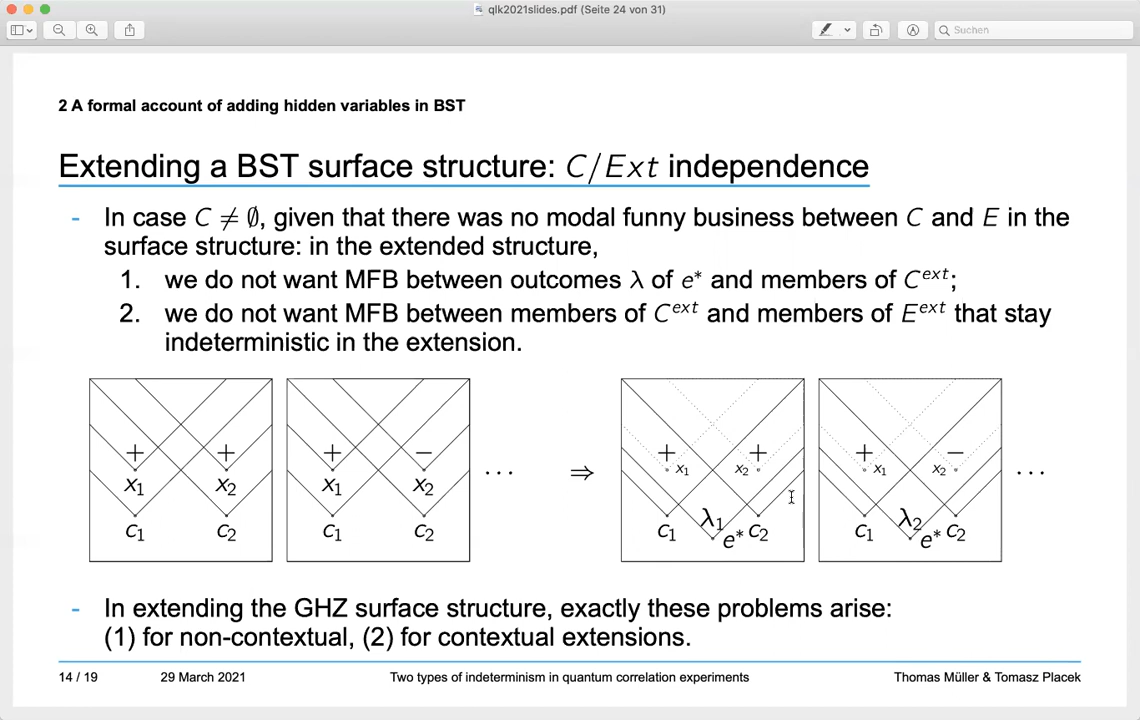 qlk2021slides.pdf (Seite 24 von 31)
Suchen
2 A formal account of adding hidden variables in BST
Extending a BST surface structure: C/Ext independence
- In case C ≠ ∅, given that there was no modal funny business between C and E in the
surface structure: in the extended structure,
1. we do not want MFB between outcomes λ of e* and members of Cᵉˣᵗ;
2. we do not want MFB between members of Cᵉˣᵗ and members of Eᵉˣᵗ that stay
indeterministic in the extension.
+ + + − + + + −
x₁ x₂ x₁ x₂ ... ⇒ x₁ x₂ x₁ x₂ ...
c₁ c₂ c₁ c₂ c₁ λ₁ e* c₂ c₁ λ₂ e* c₂
- In extending the GHZ surface structure, exactly these problems arise:
(1) for non-contextual, (2) for contextual extensions.
14 / 19 29 March 2021 Two types of indeterminism in quantum correlation experiments Thomas Müller & Tomasz Placek